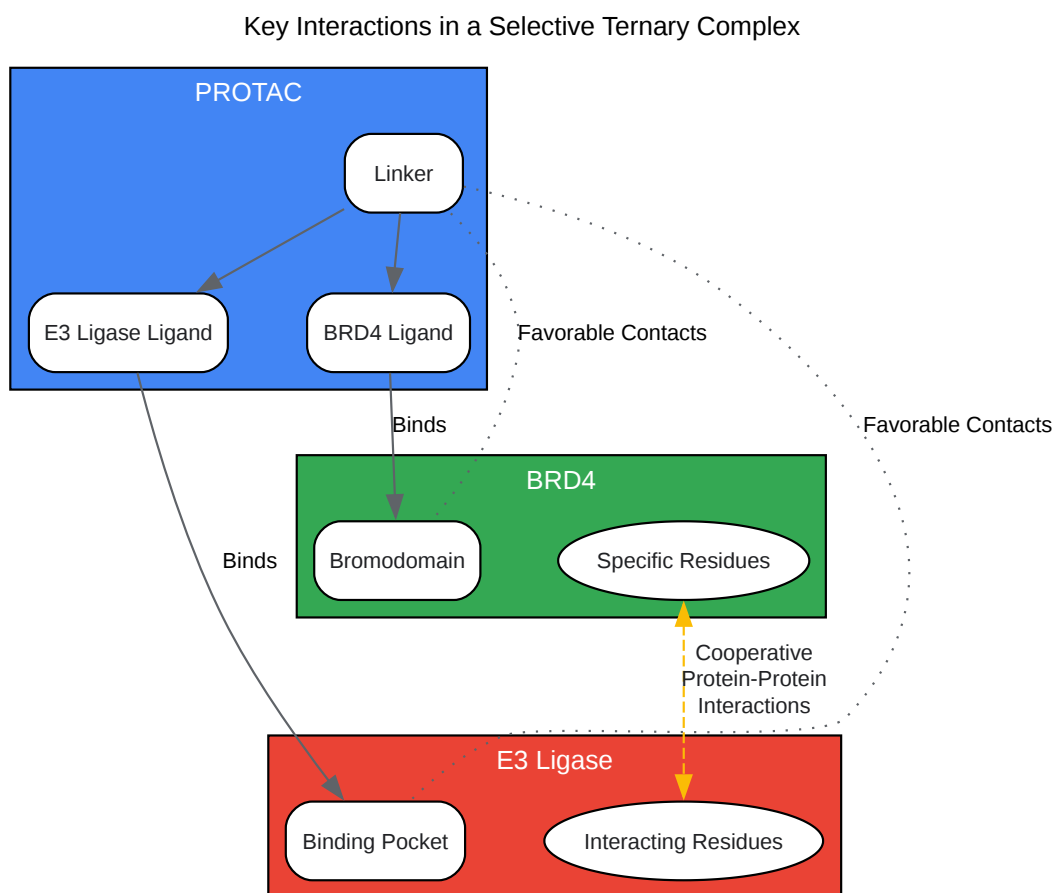 Key Interactions in a Selective Ternary Complex
PROTAC
Linker
E3 Ligase Ligand
BRD4 Ligand
Favorable Contacts
Binds
Favorable Contacts
BRD4
Bromodomain
Specific Residues
Binds
Cooperative
Protein-Protein
Interactions
E3 Ligase
Binding Pocket
Interacting Residues